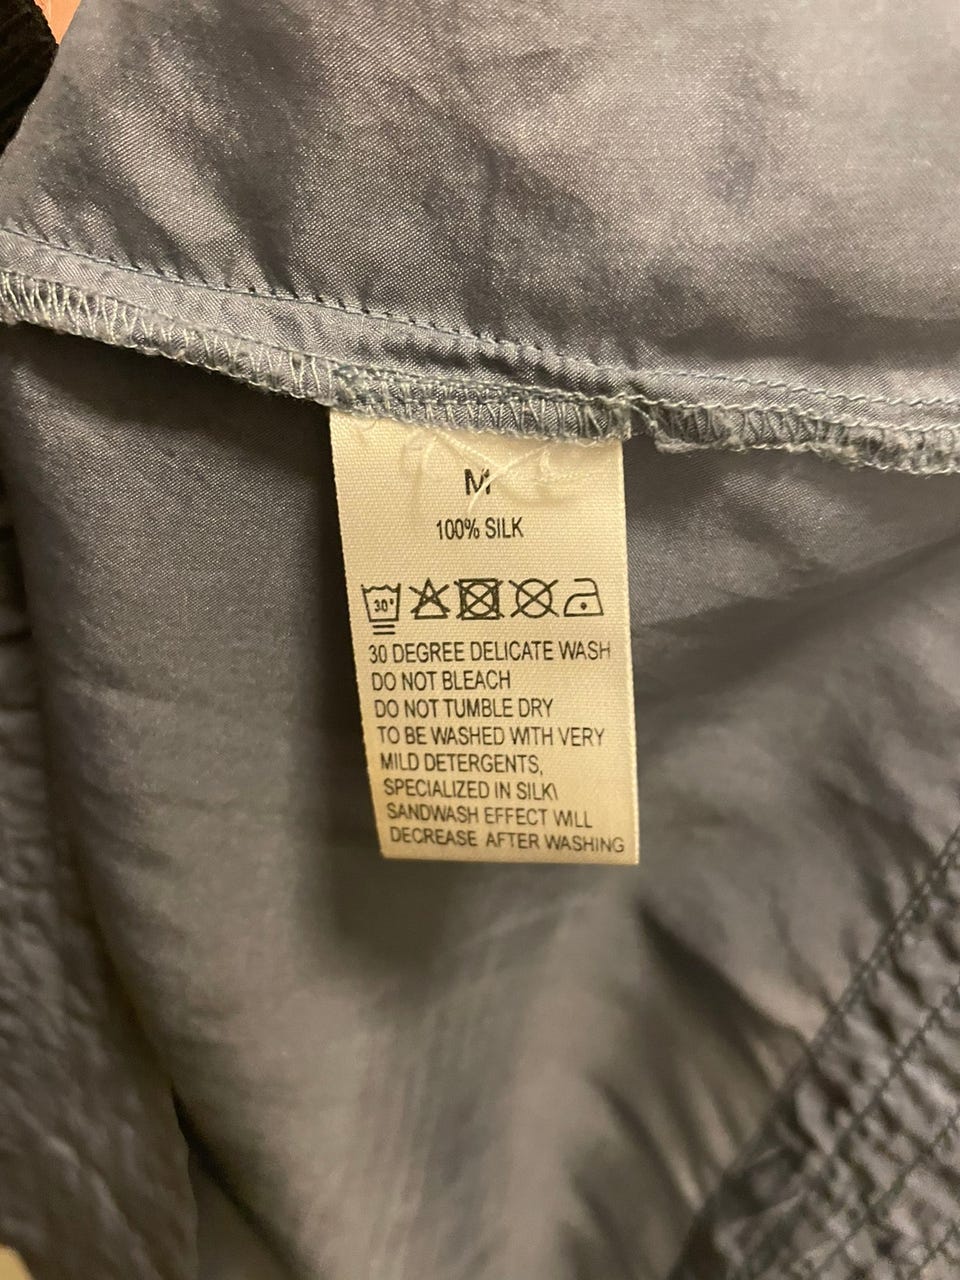 M
100% SILK
30°
30 DEGREE DELICATE WASH
DO NOT BLEACH
DO NOT TUMBLE DRY
TO BE WASHED WITH VERY
MILD DETERGENTS,
SPECIALIZED IN SILK\
SANDWASH EFFECT WILL
DECREASE AFTER WASHING